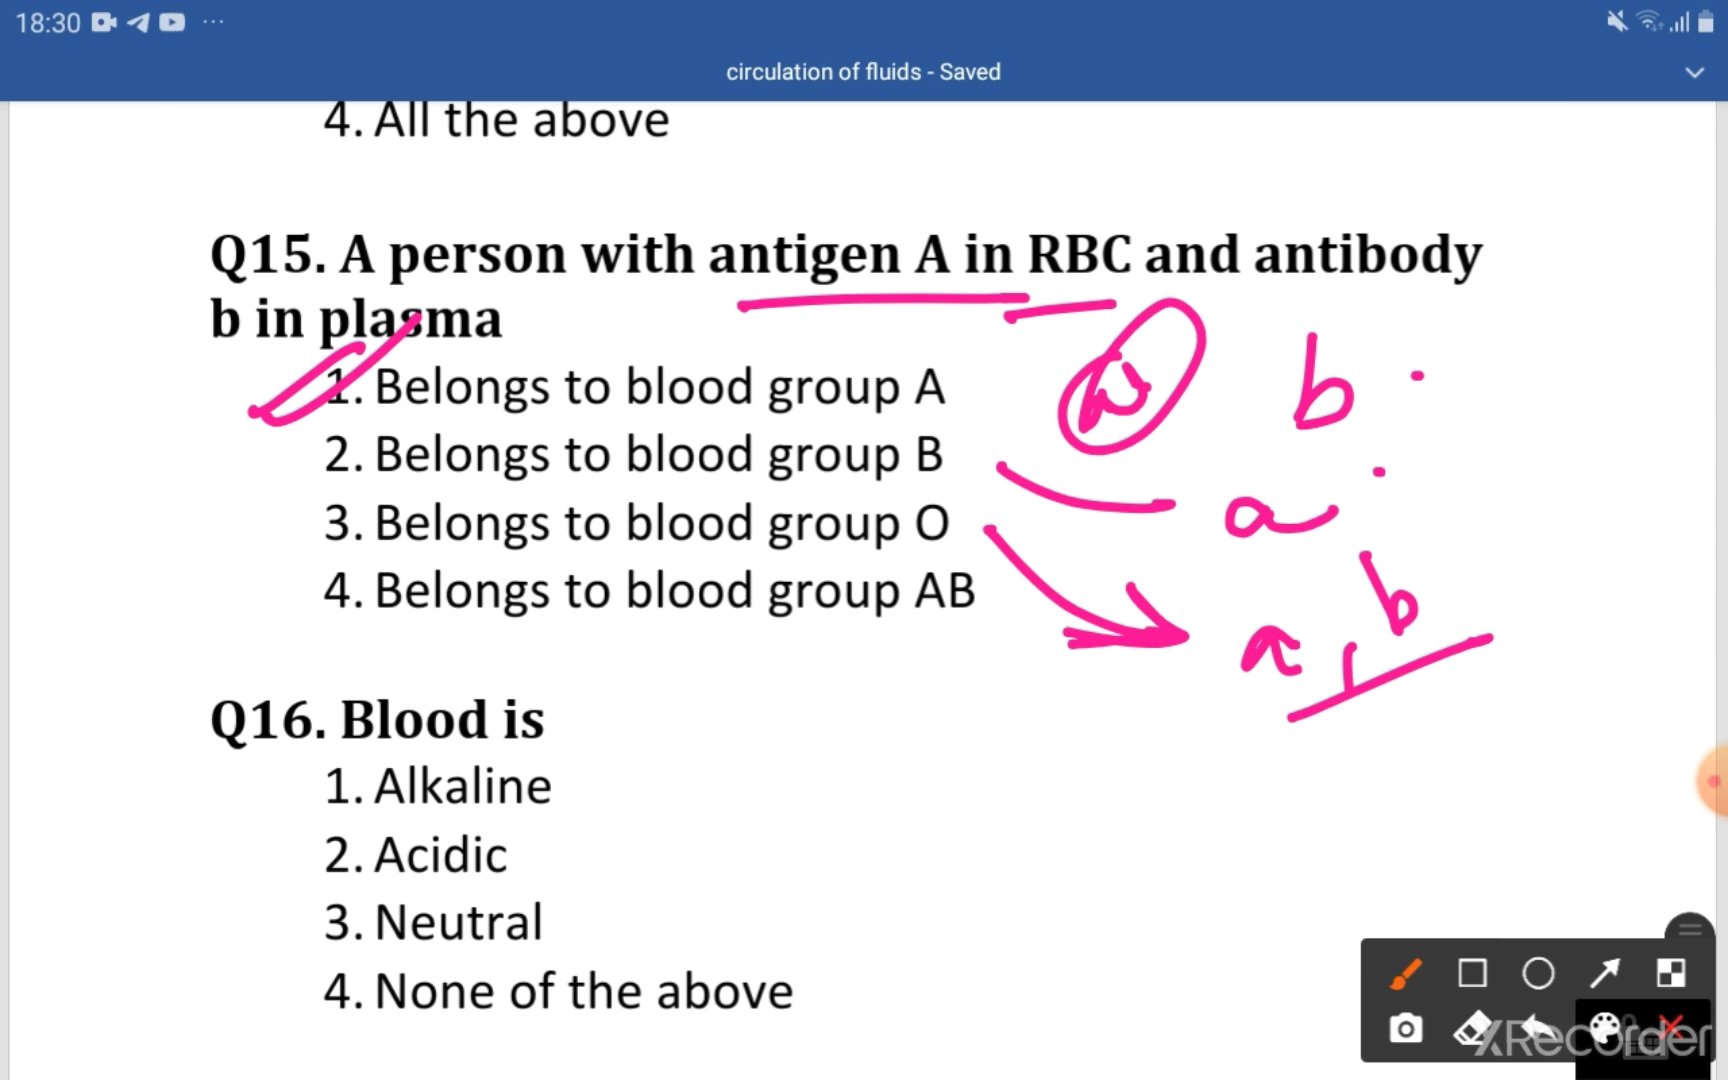 18:30
circulation of fluids - Saved
4. All the above
Q15. A person with antigen A in RBC and antibody
b in plasma
1. Belongs to blood group A
b
2. Belongs to blood group B
a
3. Belongs to blood group O
b
4. Belongs to blood group AB
a,
Q16. Blood is
1. Alkaline
2. Acidic
3. Neutral
4. None of the above
XRecorder